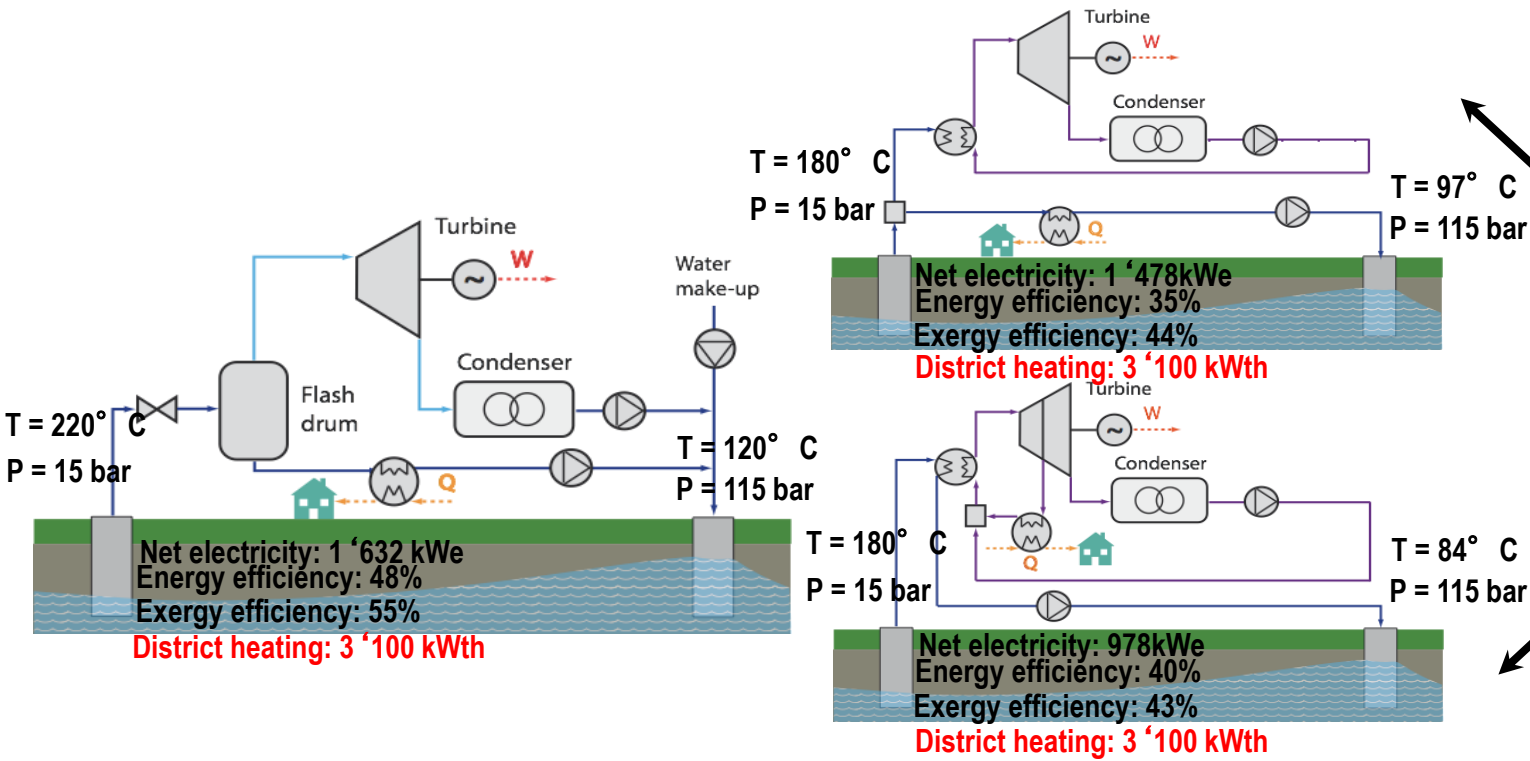 Turbine
W
Water
make-up
Condenser
Flash
drum
T = 220° C
P = 15 bar
T = 120° C
P = 115 bar
Q
Net electricity: 1 ‘632 kWe
Energy efficiency: 48%
Exergy efficiency: 55%
District heating: 3 ‘100 kWth
Turbine
W
Condenser
T = 180° C
P = 15 bar
T = 97° C
P = 115 bar
Q
Net electricity: 1 ‘478kWe
Energy efficiency: 35%
Exergy efficiency: 44%
District heating: 3 ‘100 kWth
Turbine
W
Condenser
T = 180° C
P = 15 bar
Q
T = 84° C
P = 115 bar
Net electricity: 978kWe
Energy efficiency: 40%
Exergy efficiency: 43%
District heating: 3 ‘100 kWth